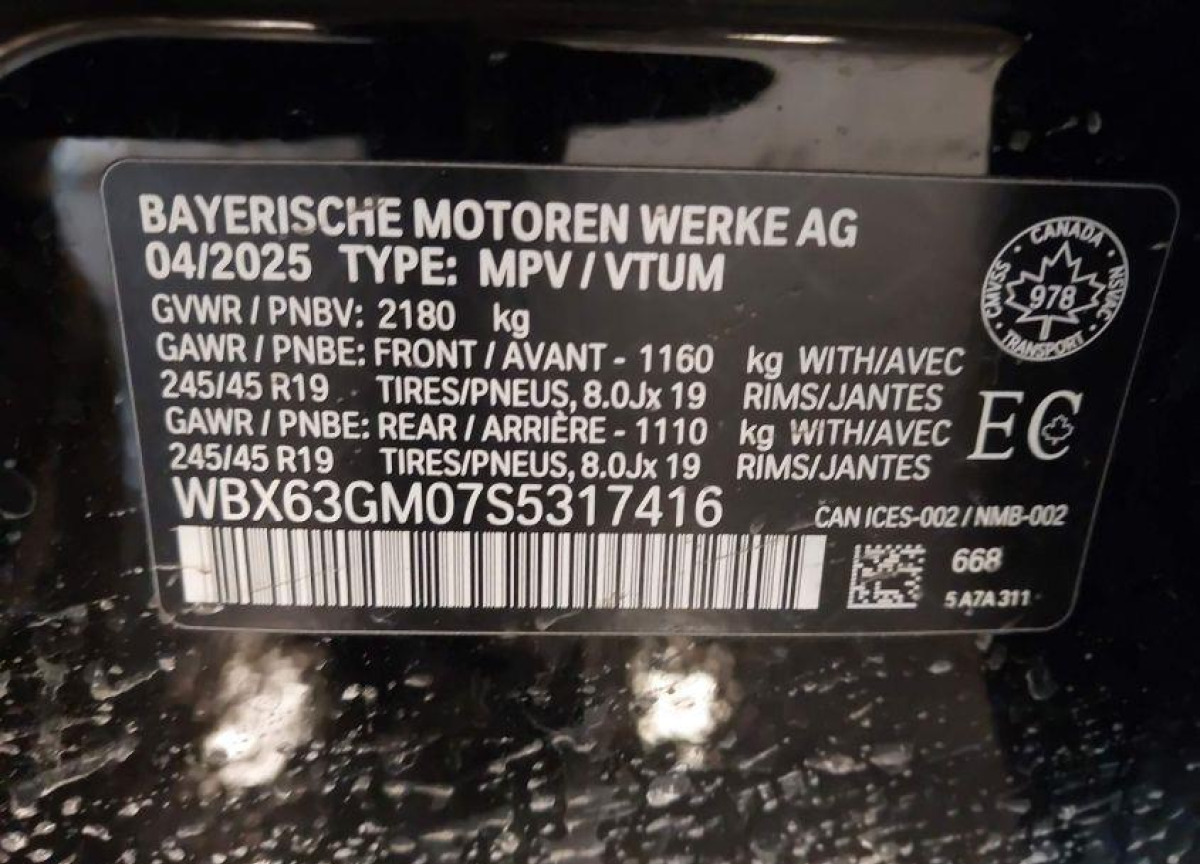 BAYERISCHE MOTOREN WERKE AG
04/2025 TYPE: MPV / VTUM
GVWR / PNBV: 2180 kg
GAWR / PNBE: FRONT / AVANT - 1160 kg WITH/AVEC
245/45 R19 TIRES/PNEUS, 8.0Jx 19 RIMS/JANTES
GAWR / PNBE: REAR / ARRIÈRE - 1110 kg WITH/AVEC
245/45 R19 TIRES/PNEUS, 8.0Jx 19 RIMS/JANTES
WBX63GM07S5317416
CANADA
CMVSS 978 NSVAC
TRANSPORT
EC
CAN ICES-002 / NMB-002
668
5A7A311